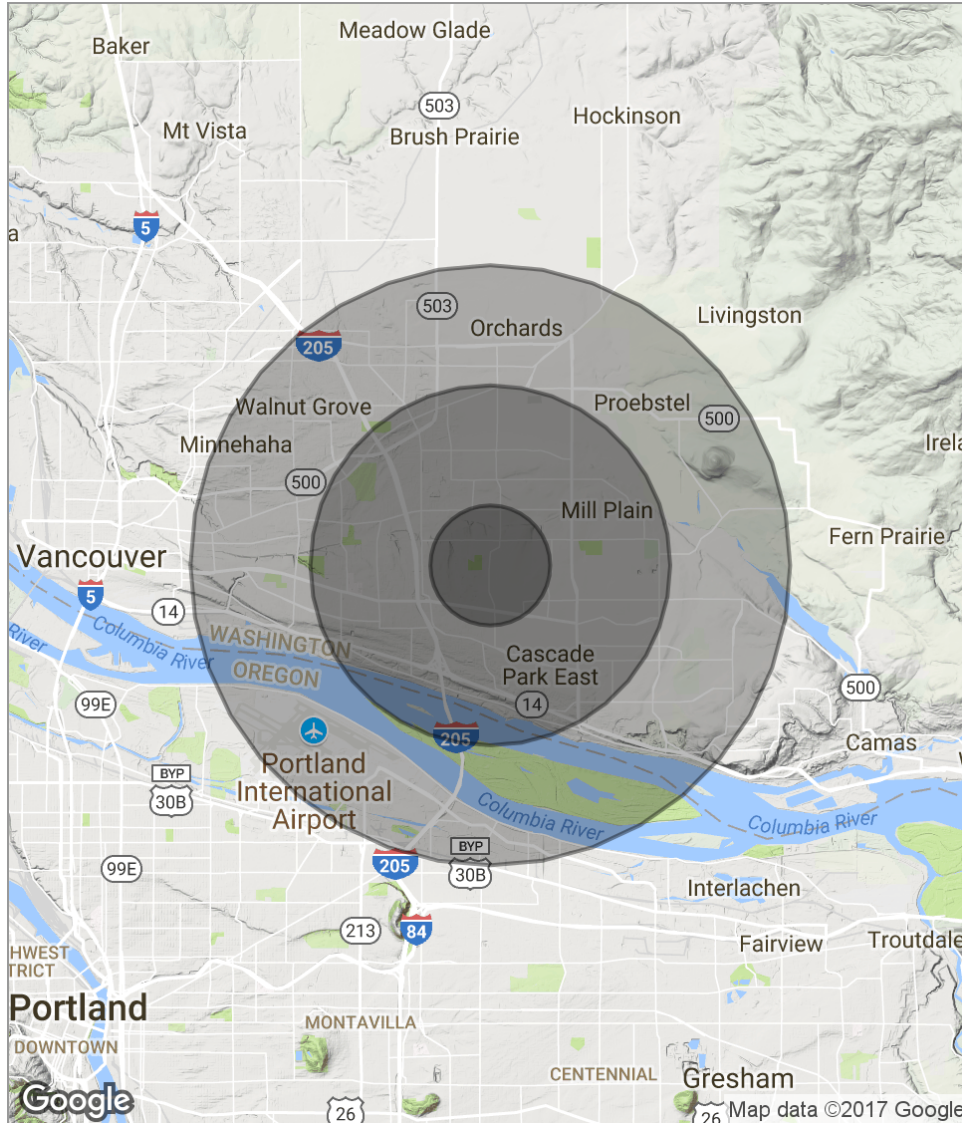 Meadow Glade
Baker
503
Hockinson
Mt Vista
Brush Prairie
5
a
503
Livingston
Orchards
205
Proebstel
Walnut Grove
500
Minnehaha
Irela
500
Mill Plain
Fern Prairie
Vancouver
5
14
Columbia River
WASHINGTON
River
OREGON
Cascade
Park East
500
99E
14
205
Camas
Portland
International
Airport
BYP
30B
W
Columbia River
Columbia River
BYP
30B
205
99E
Interlachen
213
84
Fairview
Troutdale
HWEST
TRICT
Portland
MONTAVILLA
DOWNTOWN
CENTENNIAL
Gresham
Google
26
26
Map data ©2017 Google